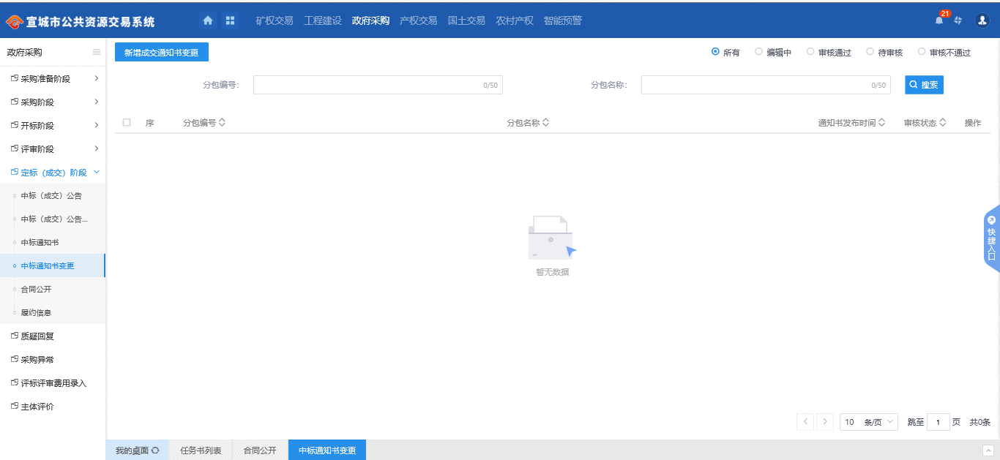 宣城市公共资源交易系统
矿权交易 工程建设 政府采购 产权交易 国土交易 农村产权 智能预警
21
政府采购
采购准备阶段
采购阶段
开标阶段
评审阶段
定标（成交）阶段
中标（成交）公告
中标（成交）公告...
中标通知书
中标通知书变更
合同公开
履约信息
质疑回复
采购异常
评标评审费用录入
主体评价
新增成交通知书变更
所有 编辑中 审核通过 待审核 审核不通过
分包编号： 0/50 分包名称： 0/50 搜索
序 分包编号 分包名称 通知书发布时间 审核状态 操作
暂无数据
快捷入口
10 条/页 跳至 1 页 共0条
我的桌面 任务书列表 合同公开 中标通知书变更